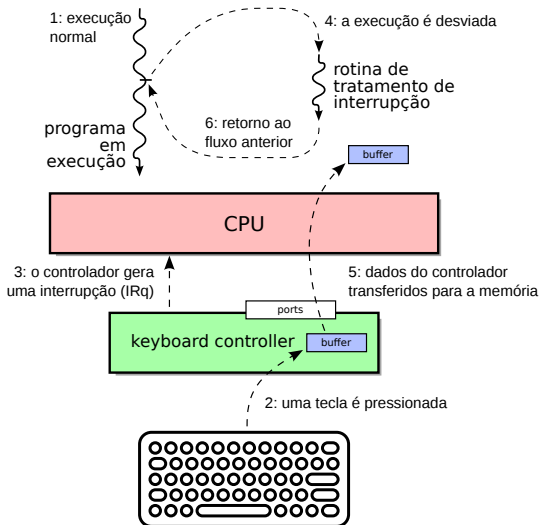 1: execução
normal
4: a execução é desviada
rotina de
tratamento de
interrupção
6: retorno ao
fluxo anterior
programa
em
execução
buffer
CPU
3: o controlador gera
uma interrupção (IRq)
5: dados do controlador
transferidos para a memória
ports
keyboard controller
buffer
2: uma tecla é pressionada